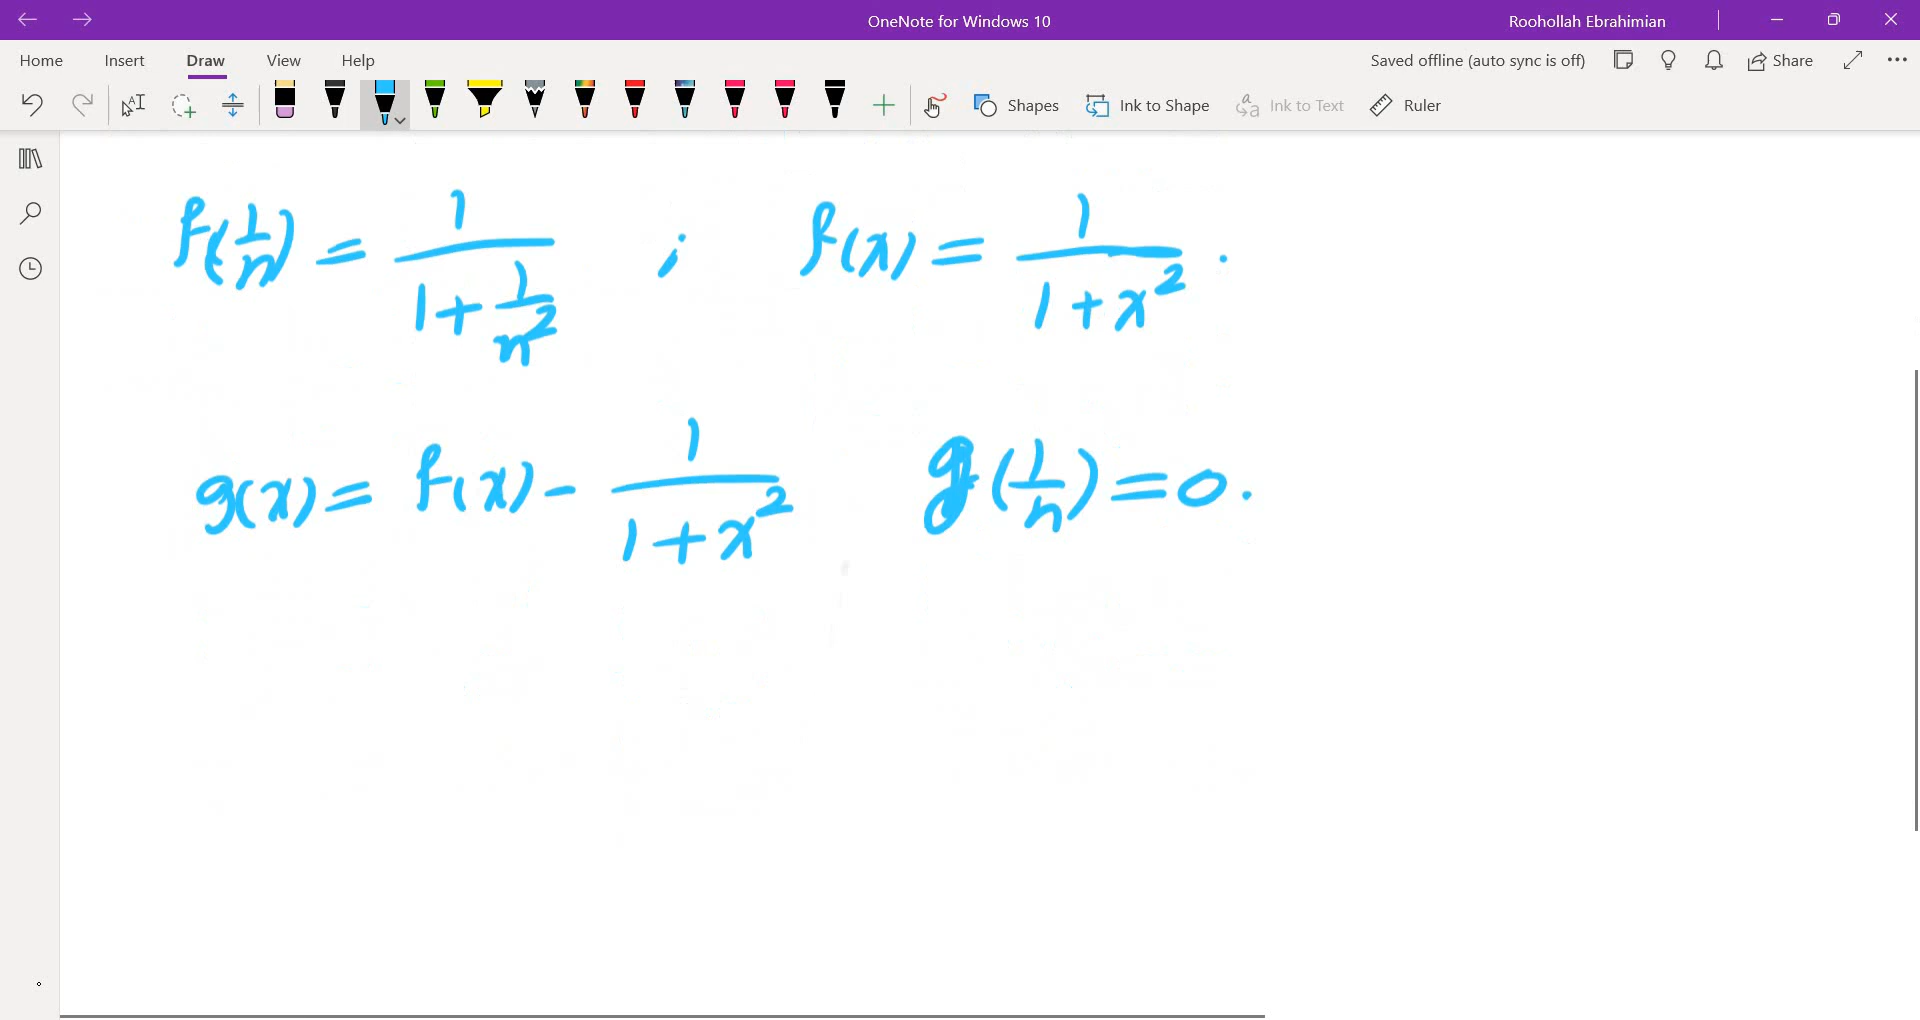 OneNote for Windows 10 Roohollah Ebrahimian
Home Insert Draw View Help Saved offline (auto sync is off) Share
Shapes Ink to Shape Ink to Text Ruler
f(1/n) = 1/(1+1/n²) ; f(x) = 1/(1+x²).
g(x) = f(x) - 1/(1+x²) g(1/n) = 0.